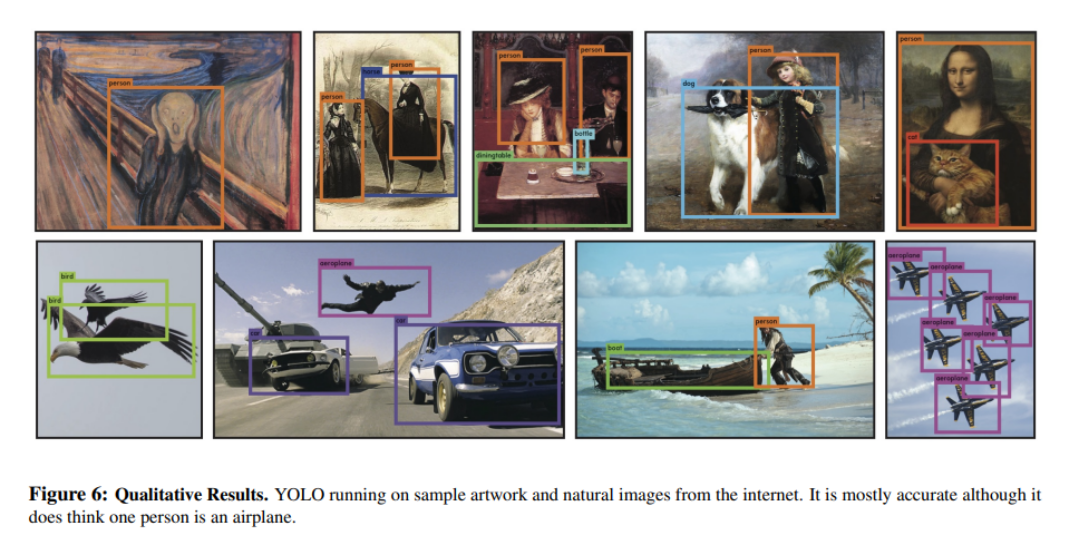 person
person
horse
person
person
person
bottle
diningtable
person
dog
person
cat
bird
bird
aeroplane
car
car
person
boat
aeroplane
aeroplane
aeroplane
aeroplane
aeroplane
aeroplane
Figure 6: Qualitative Results. YOLO running on sample artwork and natural images from the internet. It is mostly accurate although it
does think one person is an airplane.